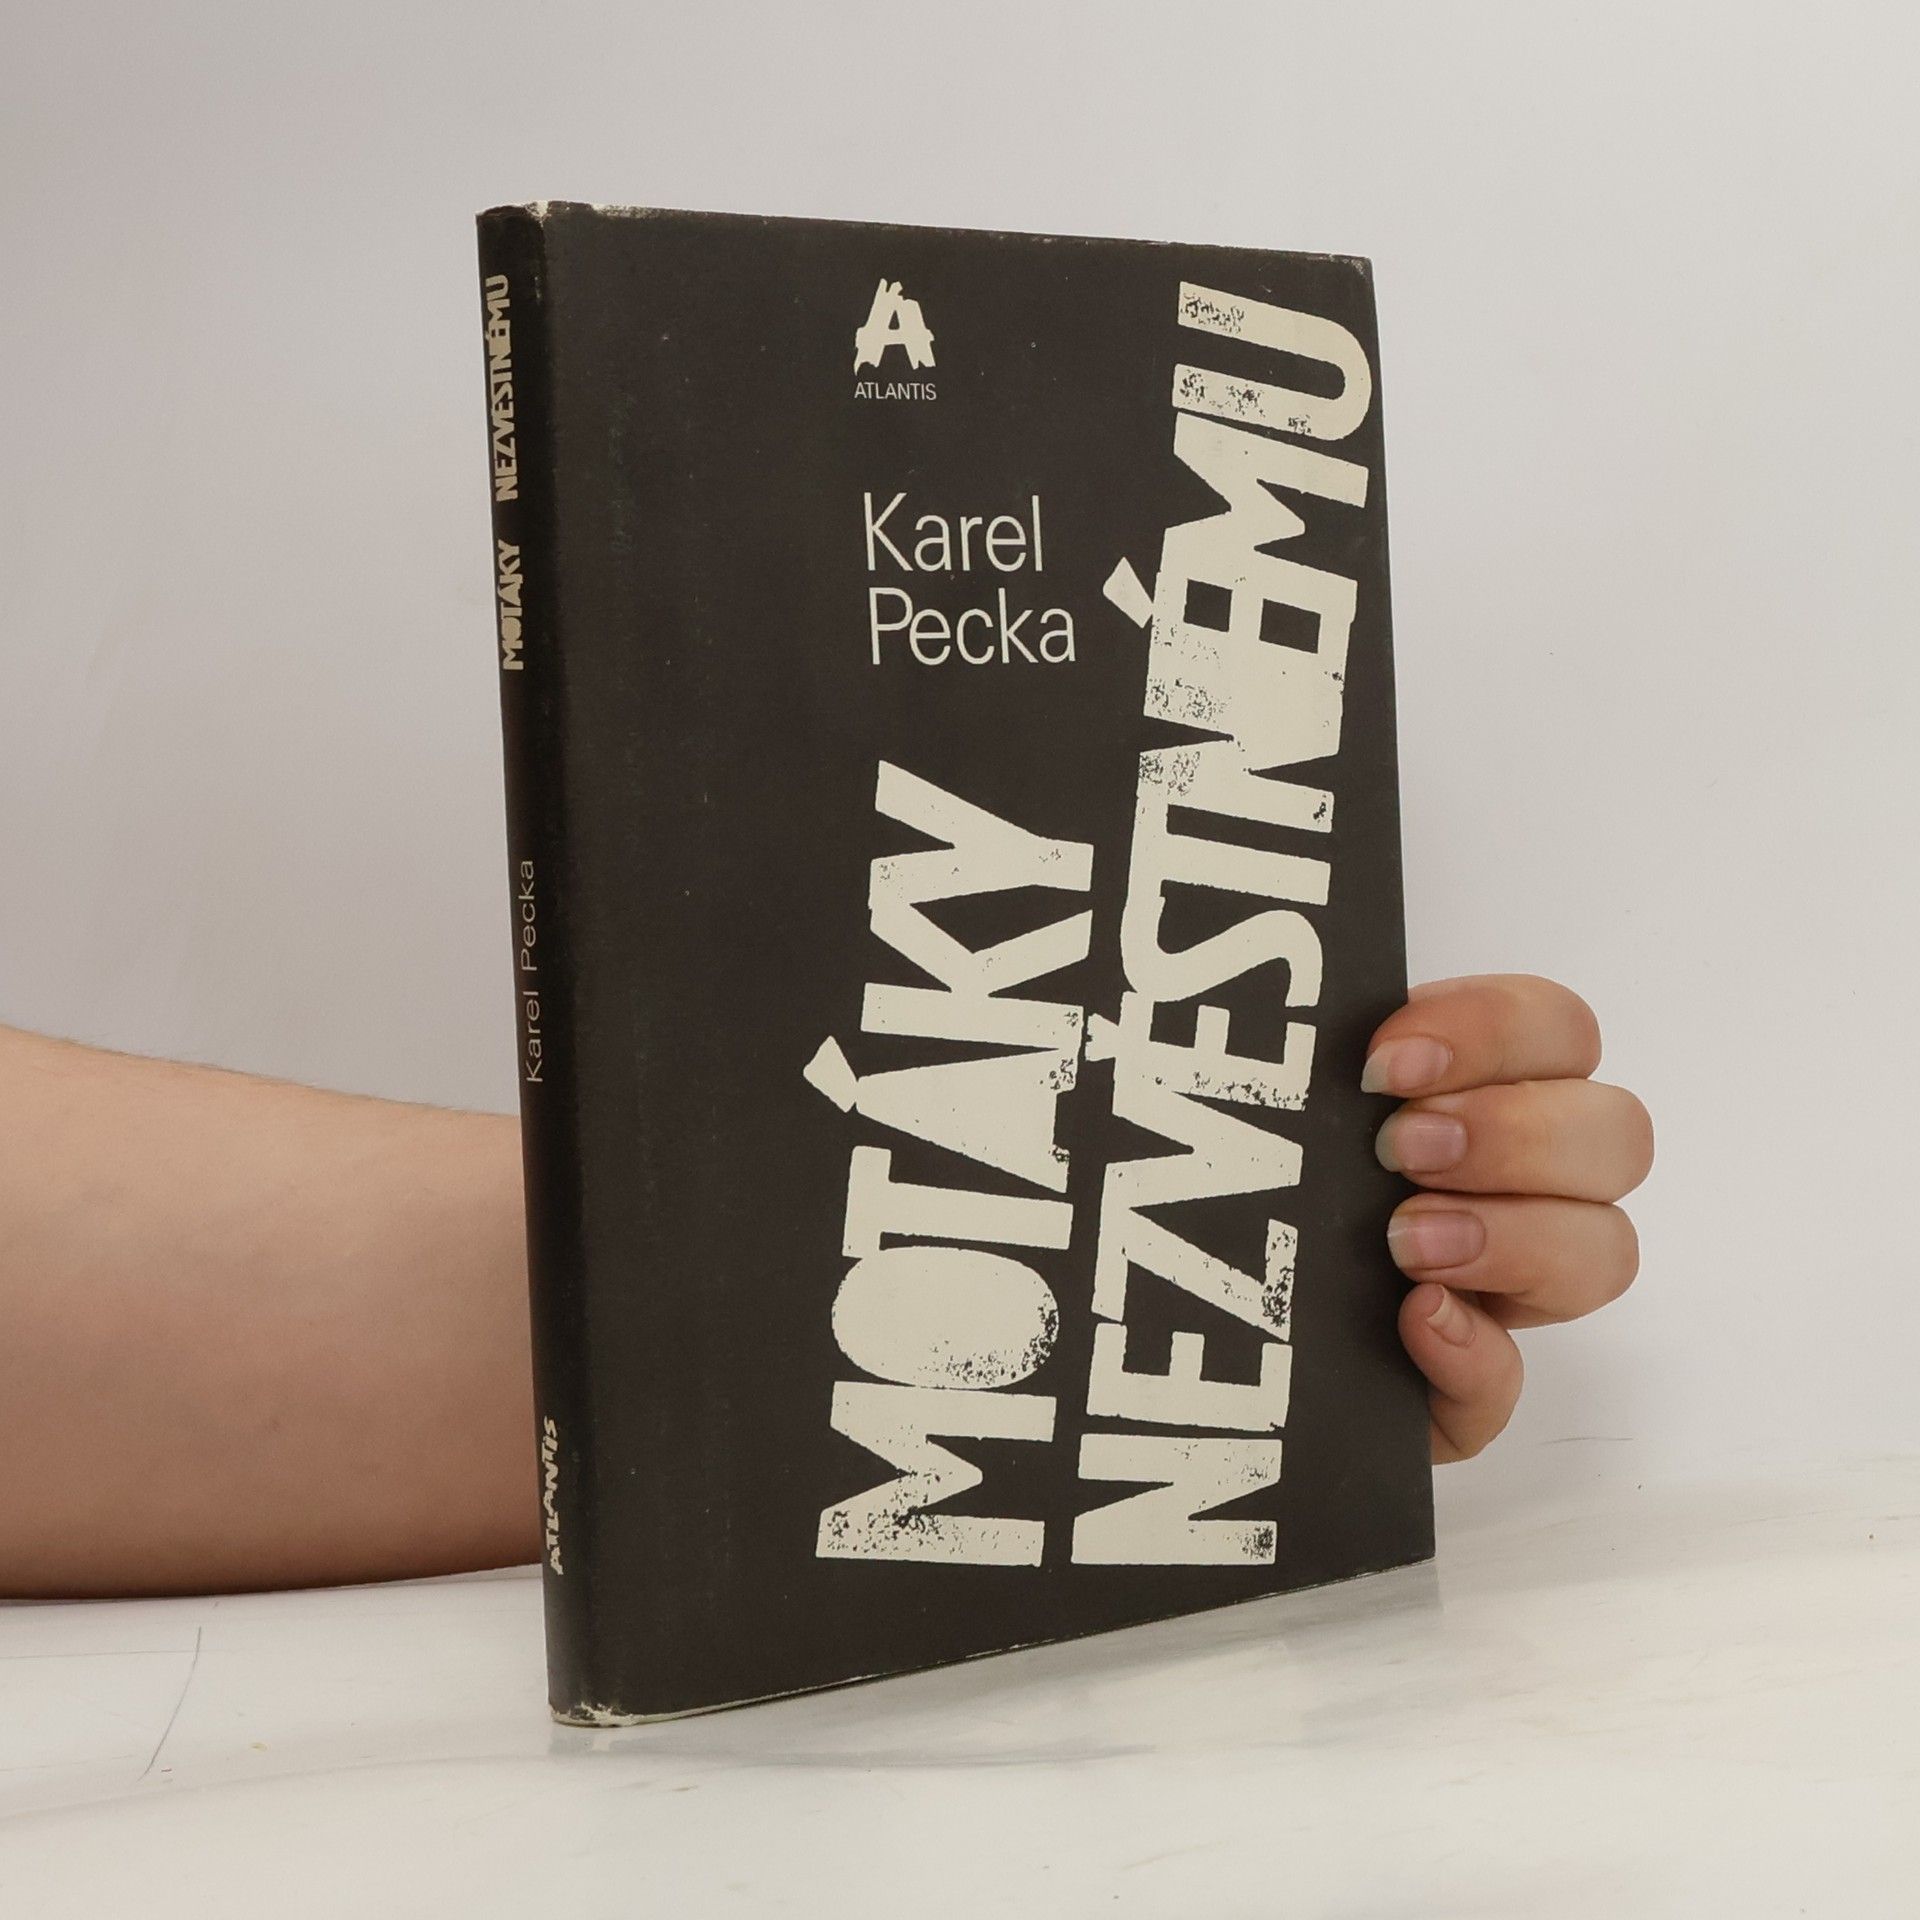 ATLANTIS
Karel
Pecka
MOTÁKY
NEZVĚSTNÉMU
MOTÁKY NEZVĚSTNÉMU
Karel Pecka
ATLANTIS